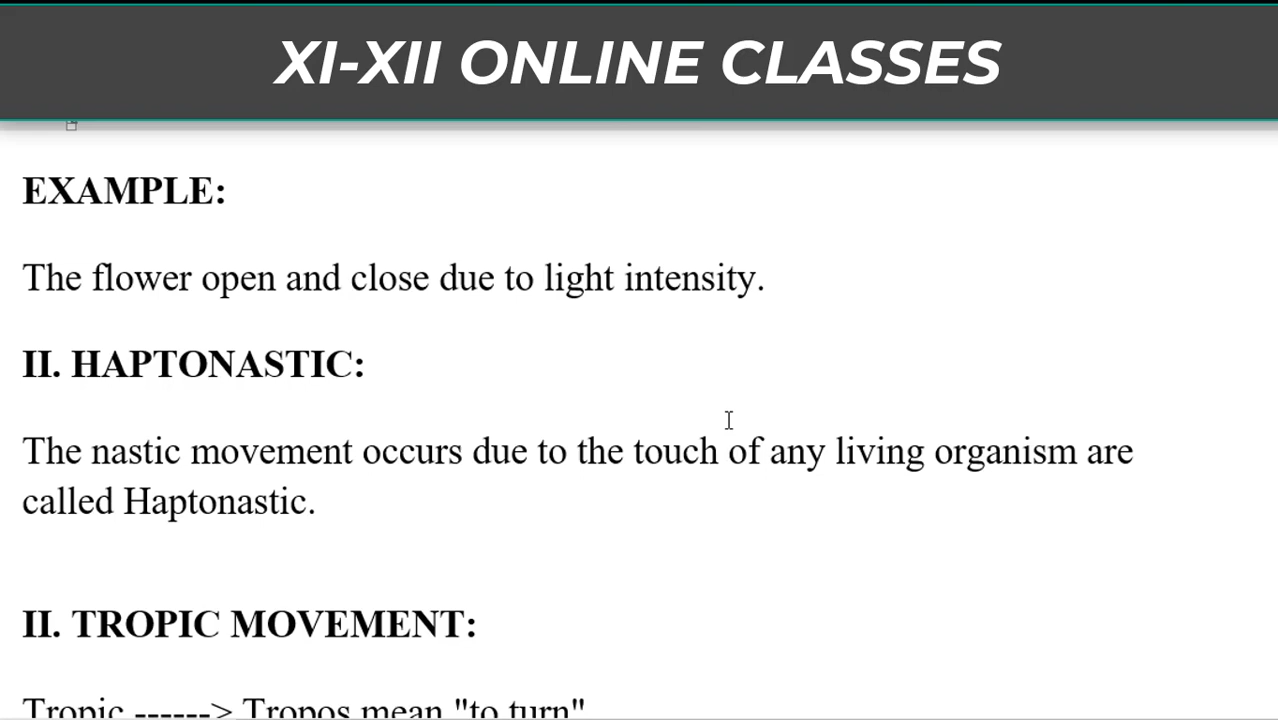 XI-XII ONLINE CLASSES
EXAMPLE:
The flower open and close due to light intensity.
II. HAPTONASTIC:
The nastic movement occurs due to the touch of any living organism are
called Haptonastic.
II. TROPIC MOVEMENT:
Tropic ------> Tropos mean "to turn"